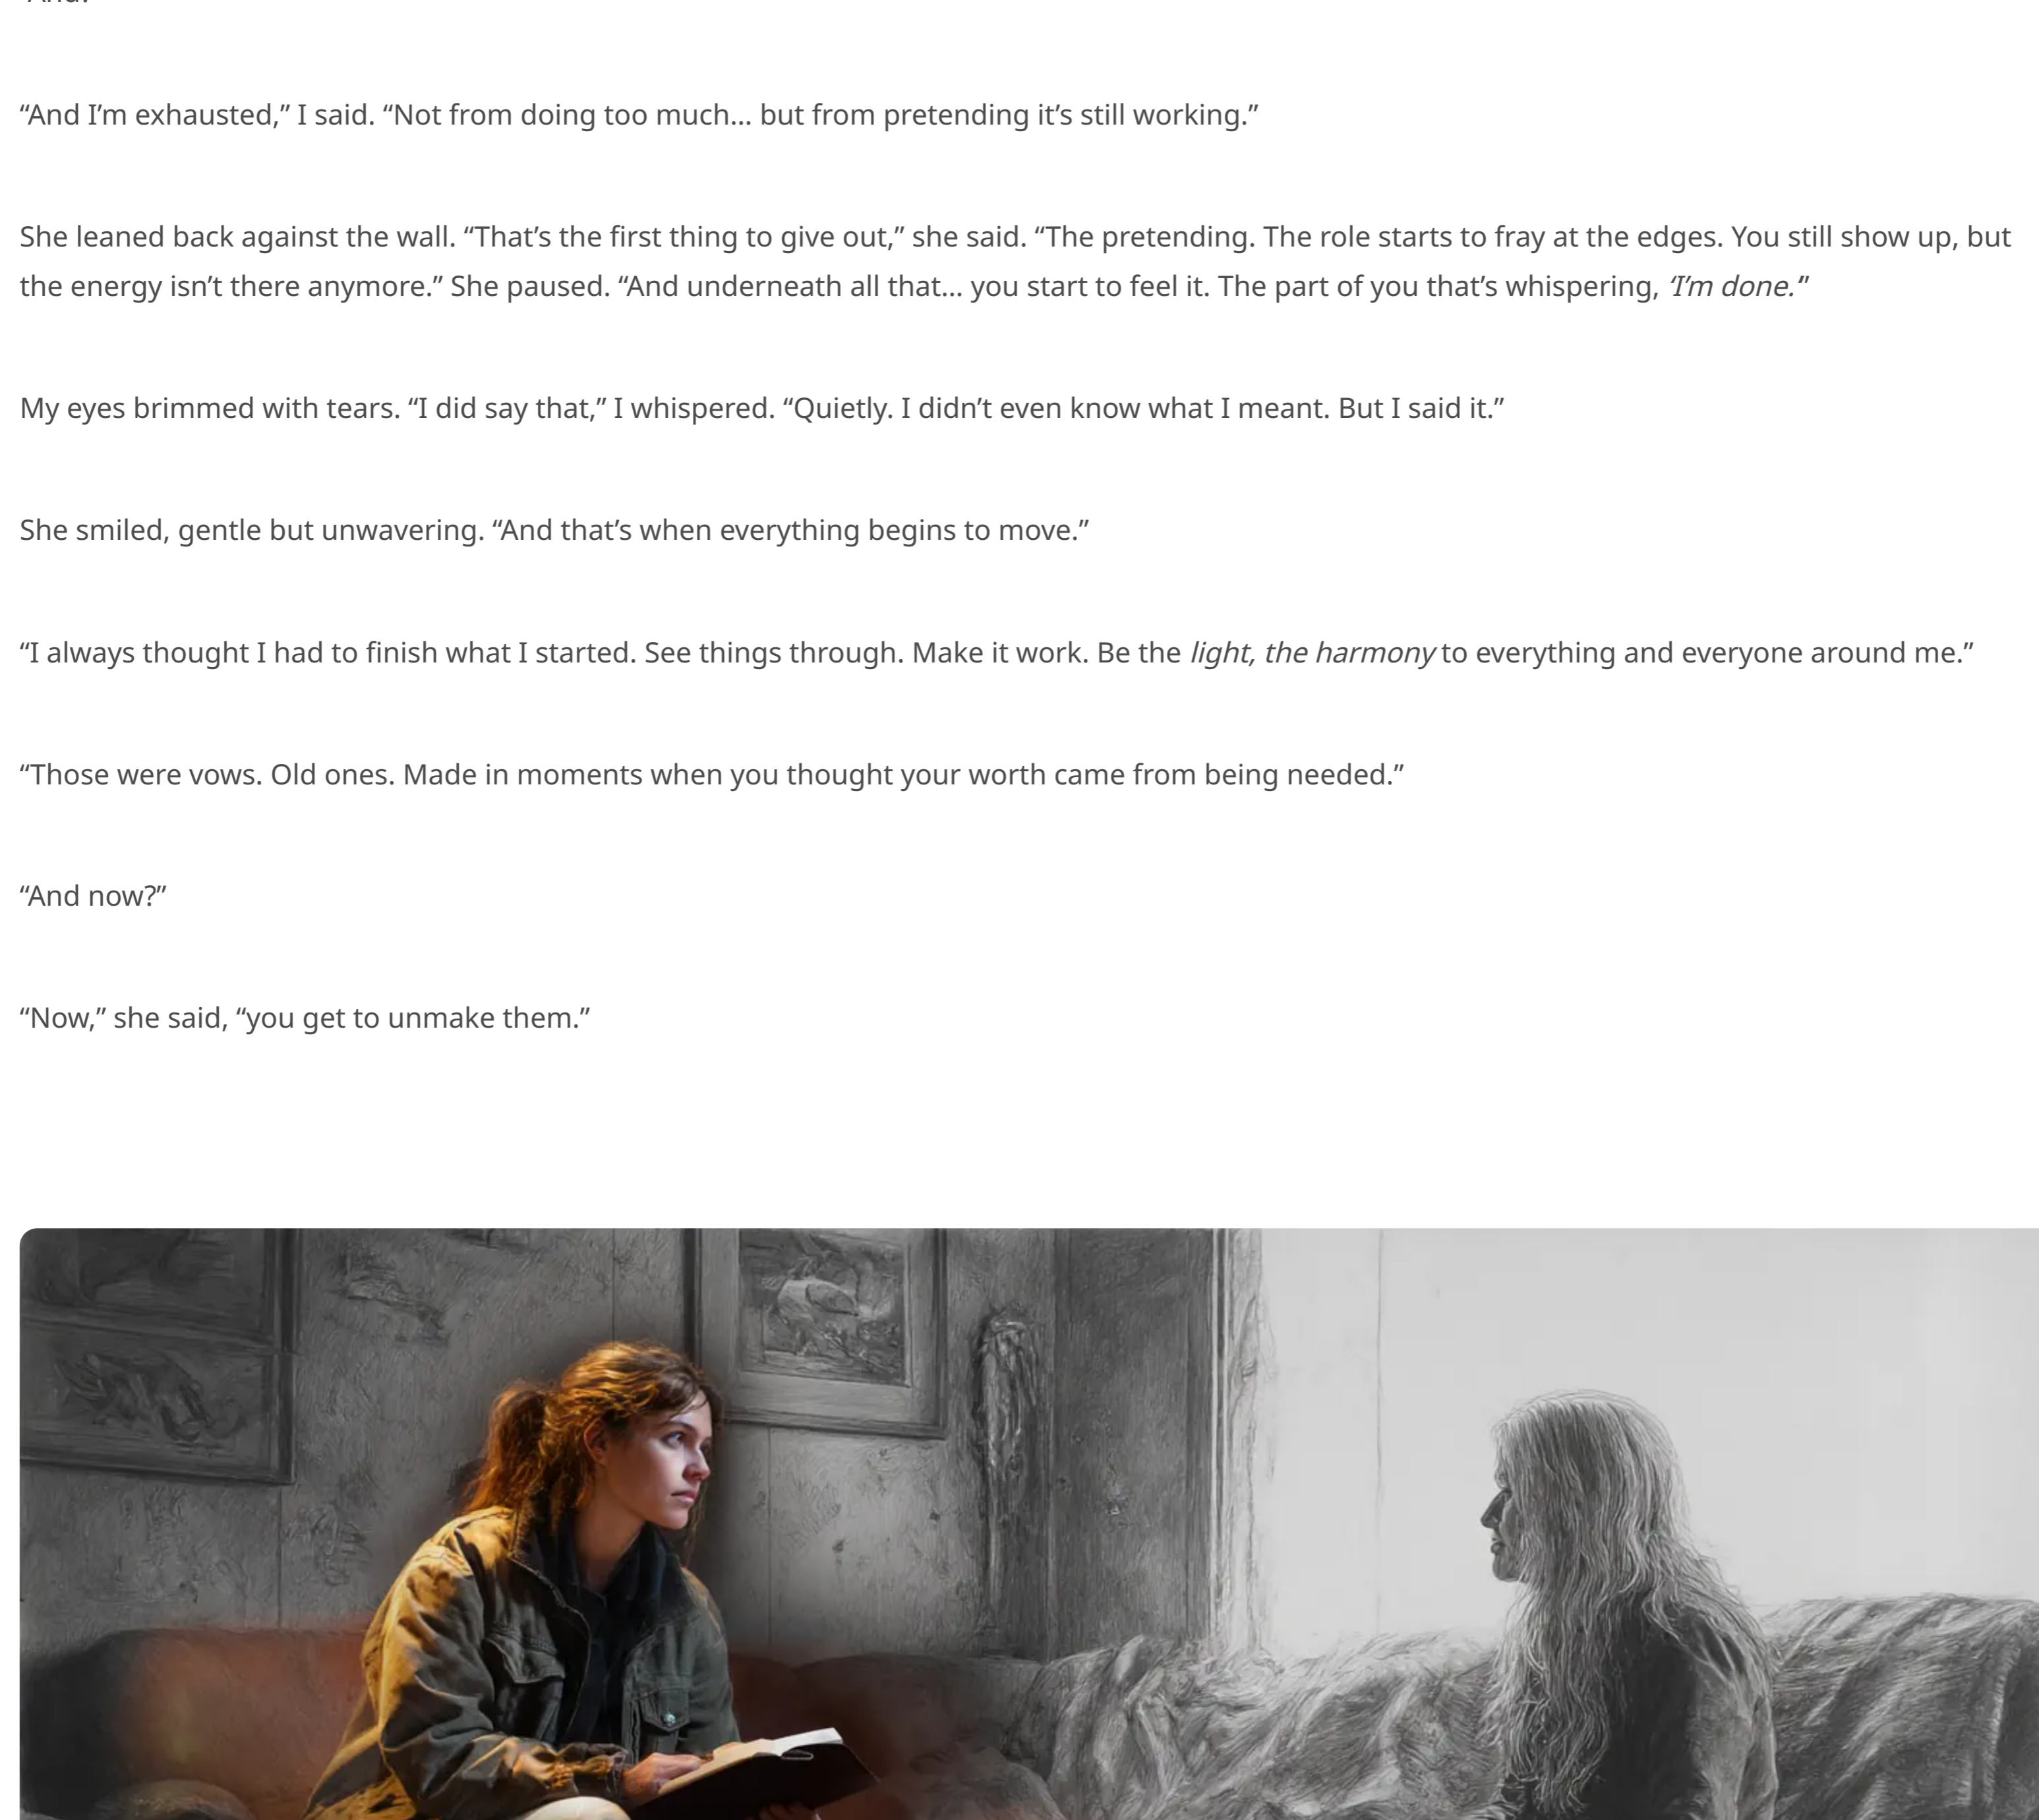 “And I’m exhausted,” I said. “Not from doing too much… but from pretending it’s still working.”
She leaned back against the wall. “That’s the first thing to give out,” she said. “The pretending. The role starts to fray at the edges. You still show up, but
the energy isn’t there anymore.” She paused. “And underneath all that… you start to feel it. The part of you that’s whispering, ‘I’m done.‘”
My eyes brimmed with tears. “I did say that,” I whispered. “Quietly. I didn’t even know what I meant. But I said it.”
She smiled, gentle but unwavering. “And that’s when everything begins to move.”
“I always thought I had to finish what I started. See things through. Make it work. Be the light, the harmony to everything and everyone around me.”
“Those were vows. Old ones. Made in moments when you thought your worth came from being needed.”
“And now?”
“Now,” she said, “you get to unmake them.”